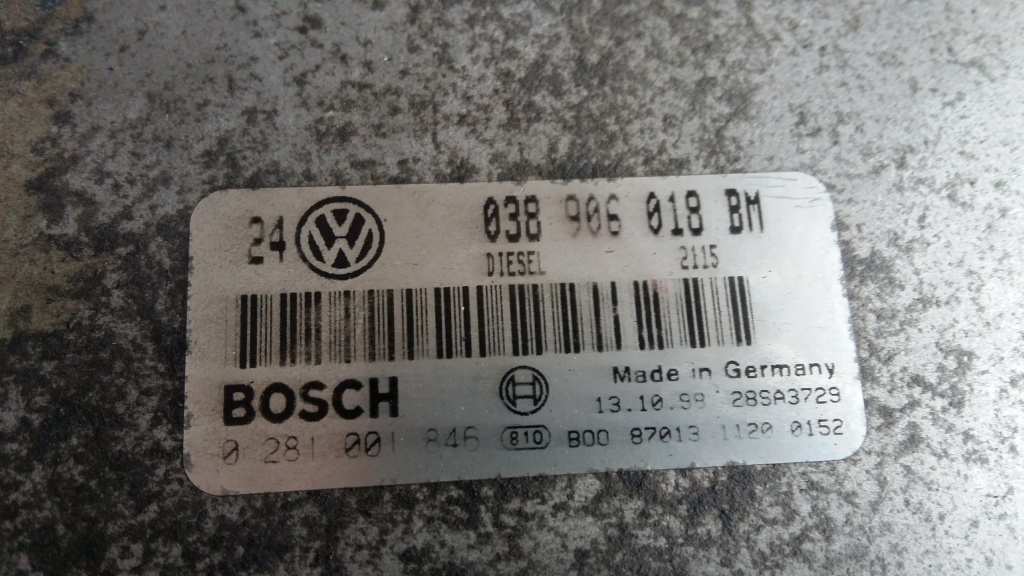 24 VW 038 906 018 BM
DIESEL 2115
BOSCH
Made in Germany
13.10.98 28SA3729
0 281 001 846 810 B00 87013 1120 0152